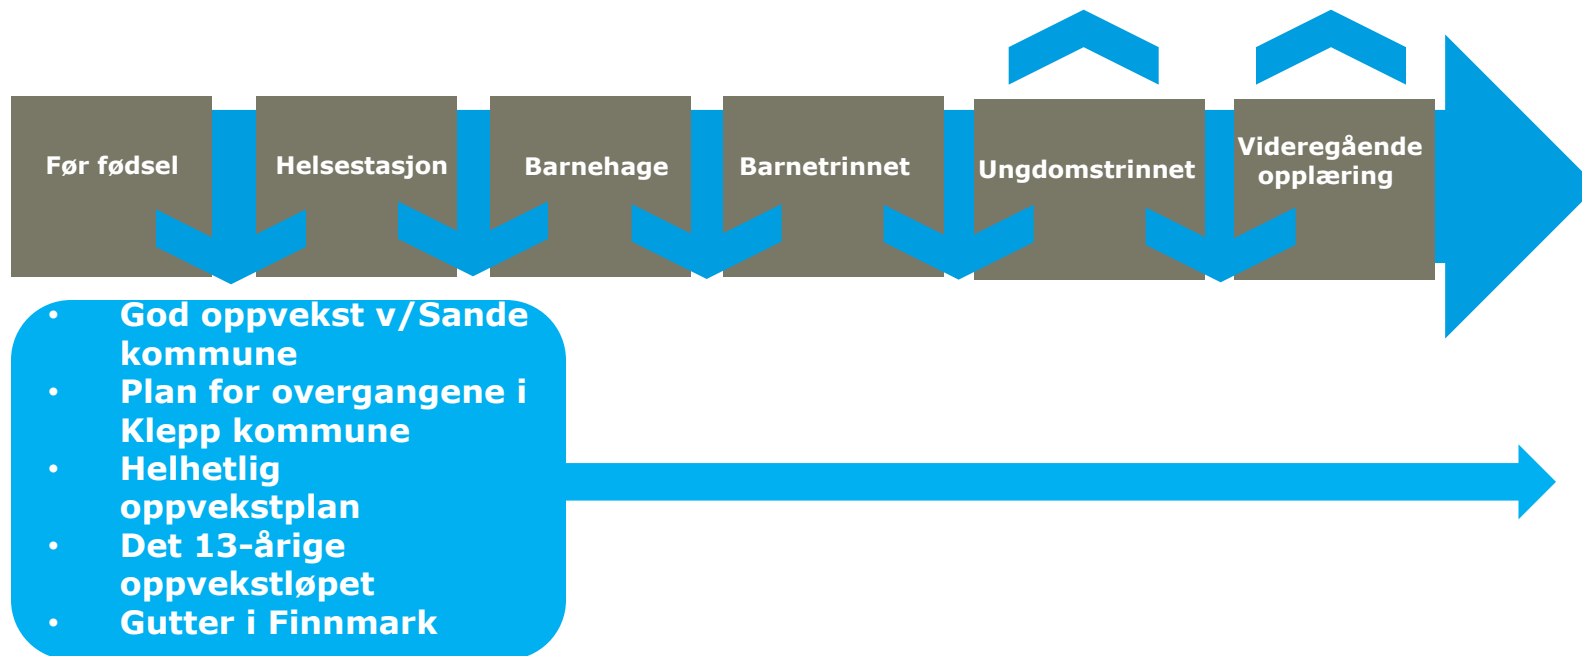 Før fødsel
Helsestasjon
Barnehage
Barnetrinnet
Ungdomstrinnet
Videregående
opplæring
• God oppvekst v/Sande
kommune
• Plan for overgangene i
Klepp kommune
• Helhetlig
oppvekstplan
• Det 13-årige
oppvekstløpet
• Gutter i Finnmark